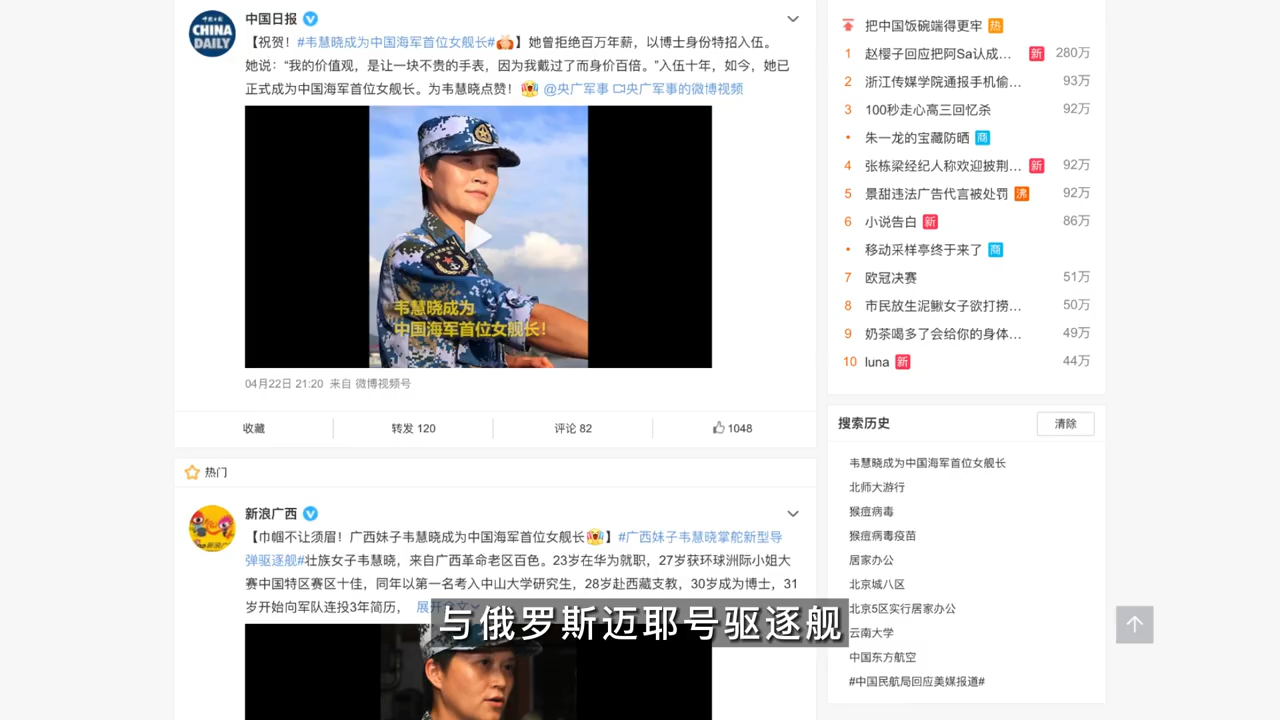 中国日报
【祝贺！#韦慧晓成为中国海军首位女舰长#她曾拒绝百万年薪，以博士身份特招入伍。
她说：“我的价值观，是让一块不贵的手表，因为我戴过了而身价百倍。”入伍十年，如今，她已
正式成为中国海军首位女舰长。为韦慧晓点赞！@央广军事 央广军事的微博视频
中国日报
CHINA
DAILY
韦慧晓成为
中国海军首位女舰长！
04月22日 21:20 来自 微博视频号
收藏
转发 120
评论 82
1048
热门
新浪广西
【巾帼不让须眉！广西妹子韦慧晓成为中国海军首位女舰长】#广西妹子韦慧晓掌舵新型导
弹驱逐舰#壮族女子韦慧晓，来自广西革命老区百色。23岁在华为就职，27岁获环球洲际小姐大
赛中国特区赛区十佳，同年以第一名考入中山大学研究生，28岁赴西藏支教，30岁成为博士，31
岁开始向军队连投3年简历，
与俄罗斯迈耶号驱逐舰
把中国饭碗端得更牢 热
1 赵樱子回应把阿Sa认成... 新 280万
2 浙江传媒学院通报手机偷... 93万
3 100秒走心高三回忆杀 92万
• 朱一龙的宝藏防晒 商
4 张栋梁经纪人称欢迎披荆... 新 92万
5 景甜违法广告代言被处罚 沸 92万
6 小说告白 新 86万
• 移动采样亭终于来了 商
7 欧冠决赛 51万
8 市民放生泥鳅女子欲打捞... 50万
9 奶茶喝多了会给你的身体... 49万
10 luna 新 44万
搜索历史
清除
韦慧晓成为中国海军首位女舰长
北师大游行
猴痘病毒
猴痘病毒疫苗
居家办公
北京城八区
北京5区实行居家办公
云南大学
中国东方航空
#中国民航局回应美媒报道#